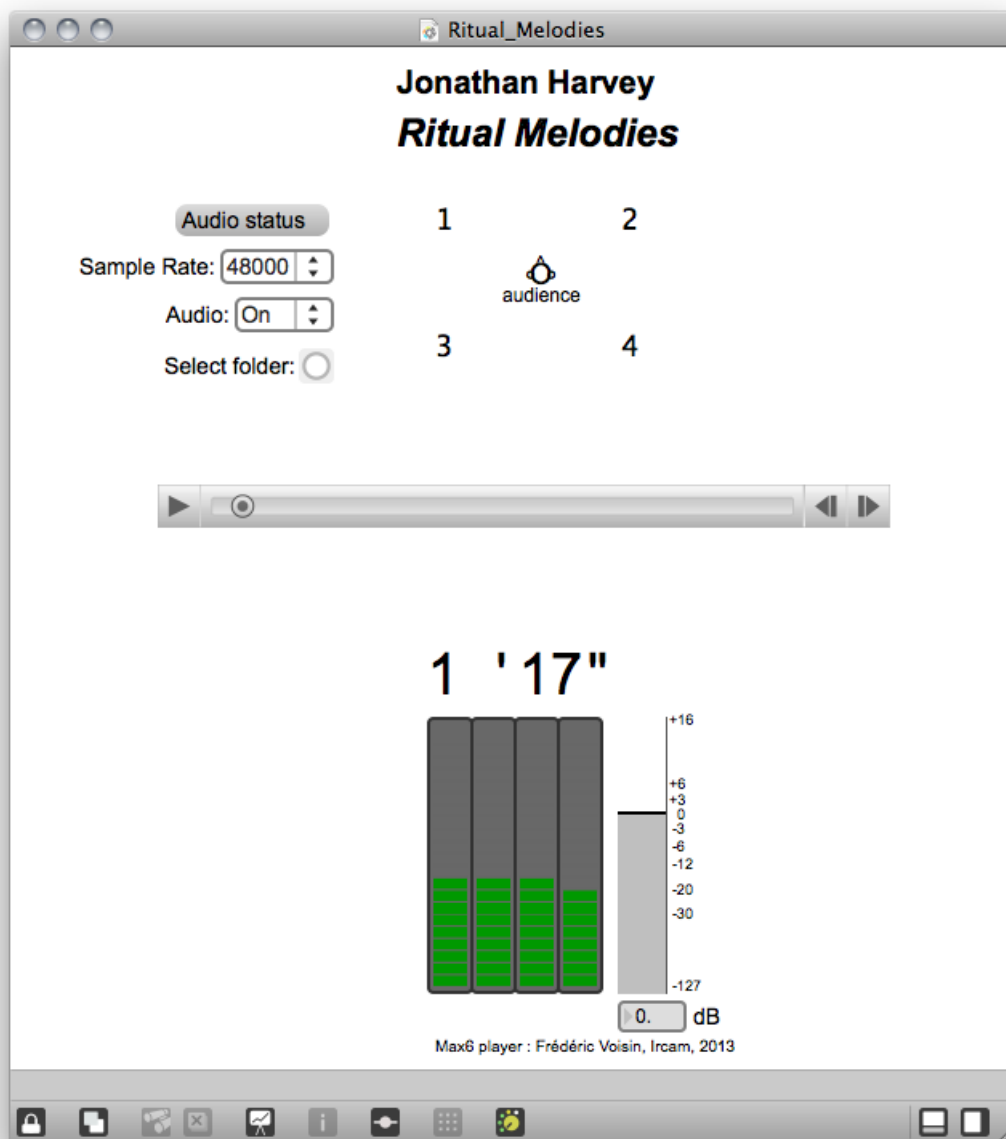 Ritual_Melodies
Jonathan Harvey
Ritual Melodies
Audio status
1 2
Sample Rate: 48000
audience
Audio: On
3 4
Select folder:
1 '17"
+16
+6
+3
0
-3
-6
-12
-20
-30
-127
0. dB
Max6 player : Frédéric Voisin, Ircam, 2013